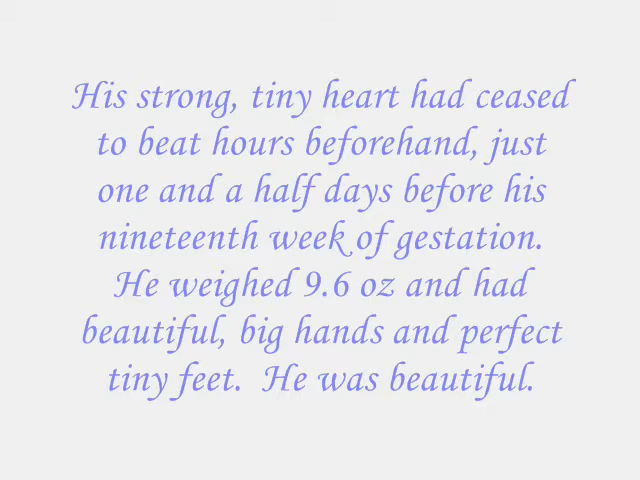 His strong, tiny heart had ceased
to beat hours beforehand, just
one and a half days before his
nineteenth week of gestation.
He weighed 9.6 oz and had
beautiful, big hands and perfect
tiny feet.  He was beautiful.